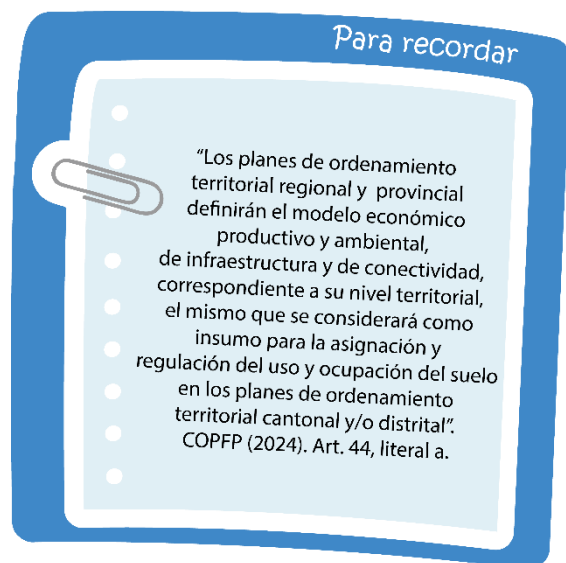 Para recordar
“Los planes de ordenamiento
territorial regional y provincial
definirán el modelo económico
productivo y ambiental,
de infraestructura y de conectividad,
correspondiente a su nivel territorial,
el mismo que se considerará como
insumo para la asignación y
regulación del uso y ocupación del suelo
en los planes de ordenamiento
territorial cantonal y/o distrital”.
COPFP (2024). Art. 44, literal a.